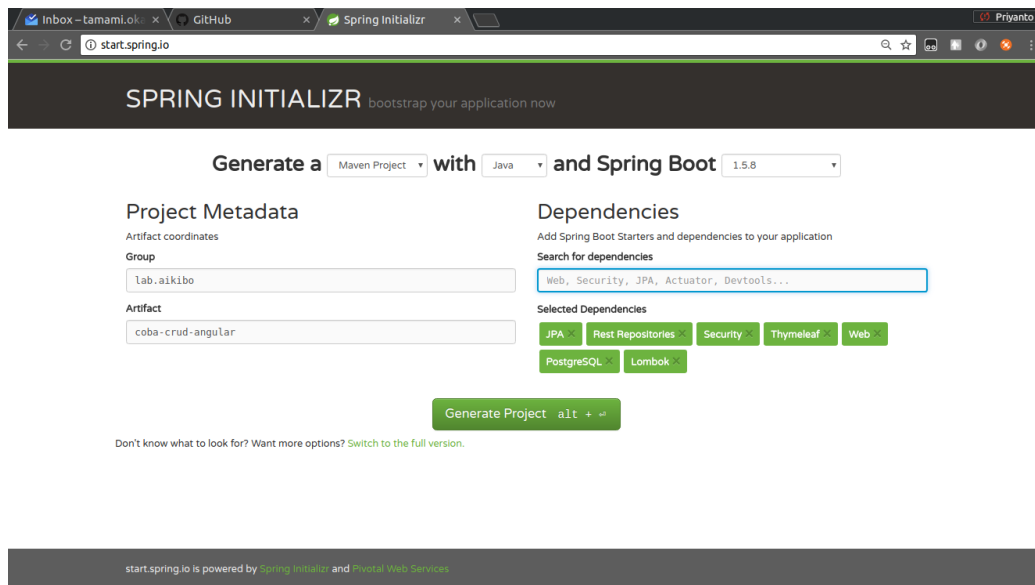 Inbox – tamami.oka
GitHub
Spring Initializr
Priyanto
start.spring.io
SPRING INITIALIZR bootstrap your application now
Generate a Maven Project with Java and Spring Boot 1.5.8
Project Metadata
Artifact coordinates
Group
lab.aikibo
Artifact
coba-crud-angular
Dependencies
Add Spring Boot Starters and dependencies to your application
Search for dependencies
Web, Security, JPA, Actuator, Devtools...
Selected Dependencies
JPA × Rest Repositories × Security × Thymeleaf × Web ×
PostgreSQL × Lombok ×
Generate Project alt + ⏎
Don't know what to look for? Want more options? Switch to the full version.
start.spring.io is powered by Spring Initializr and Pivotal Web Services